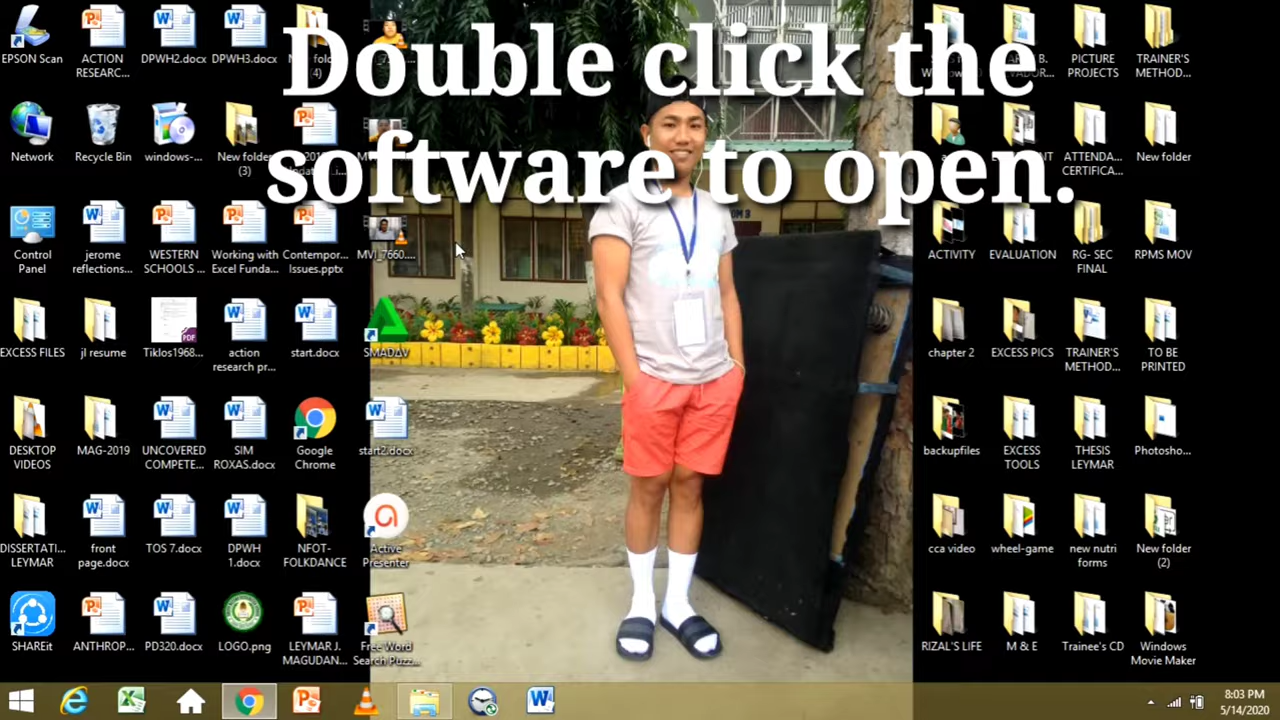 Double click the
software to open.
EPSON Scan
ACTION
RESEARC...
DPWH2.docx
DPWH3.docx
(4)
PICTURE
PROJECTS
TRAINER'S
METHOD...
Network
Recycle Bin
windows-...
New folder
(3)
ATTENDA...
CERTIFICA...
New folder
Control
Panel
jerome
reflections...
WESTERN
SCHOOLS ...
Working with
Excel Funda...
Contempor...
Issues.pptx
MVI_7660....
ACTIVITY
EVALUATION
RG- SEC
FINAL
RPMS MOV
EXCESS FILES
jl resume
PDF
Tiklos1968...
action
research pr...
start.docx
SMADAV
chapter 2
EXCESS PICS
TRAINER'S
METHOD...
TO BE
PRINTED
DESKTOP
VIDEOS
MAG-2019
UNCOVERED
COMPETE...
SIM
ROXAS.docx
Google
Chrome
start2.docx
backupfiles
EXCESS
TOOLS
THESIS
LEYMAR
Photosho...
DISSERTATI...
LEYMAR
front
page.docx
TOS 7.docx
DPWH
1.docx
NFOT-
FOLKDANCE
Active
Presenter
cca video
wheel-game
new nutri
forms
New folder
(2)
SHAREit
ANTHROP...
PD320.docx
LOGO.png
LEYMAR J.
MAGUDAN...
Free Word
Search Puzz...
RIZAL'S LIFE
M & E
Trainee's CD
Windows
Movie Maker
8:03 PM
5/14/2020